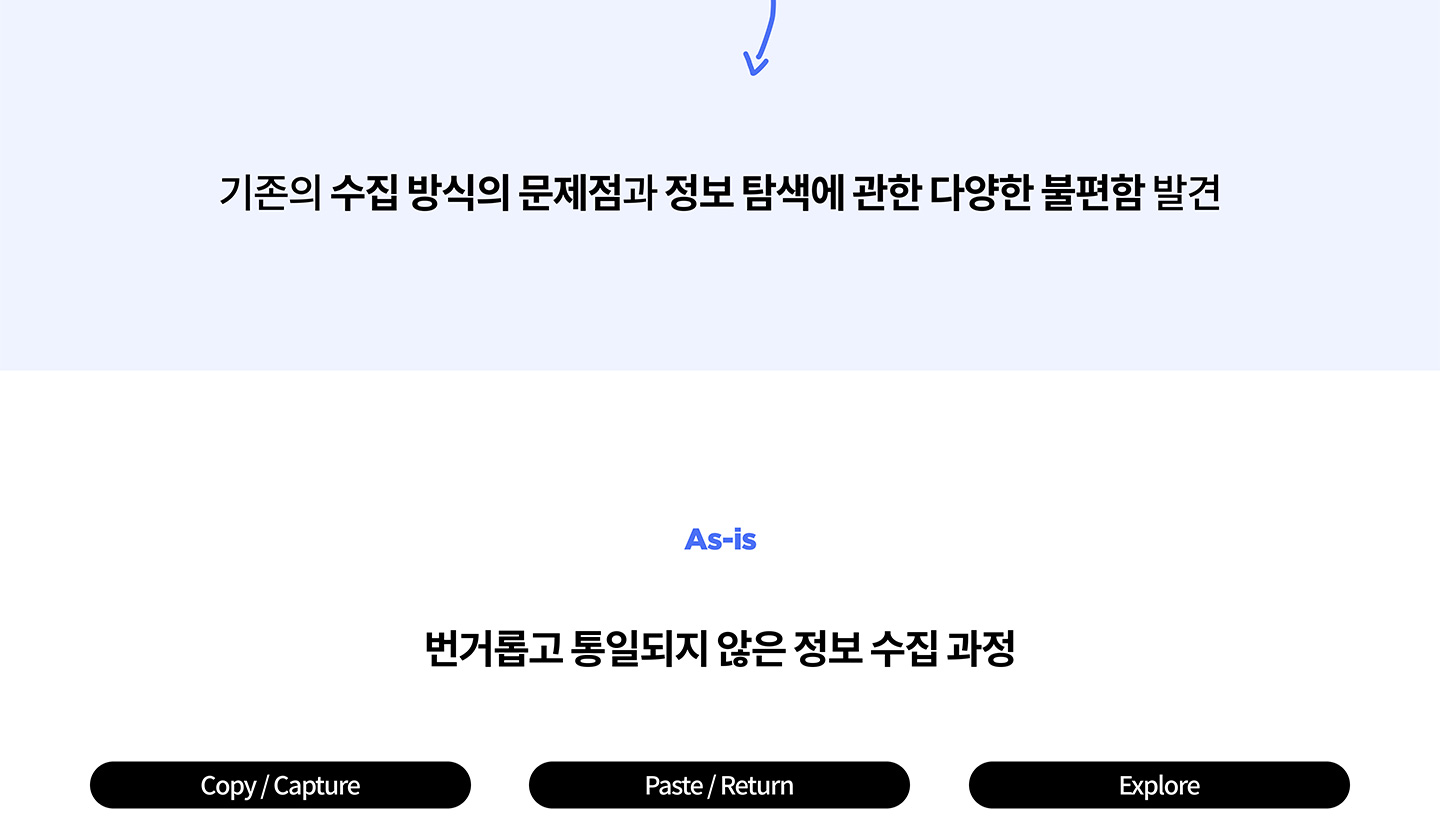 기존의 수집 방식의 문제점과 정보 탐색에 관한 다양한 불편함 발견
As-is
번거롭고 통일되지 않은 정보 수집 과정
Copy / Capture
Paste / Return
Explore